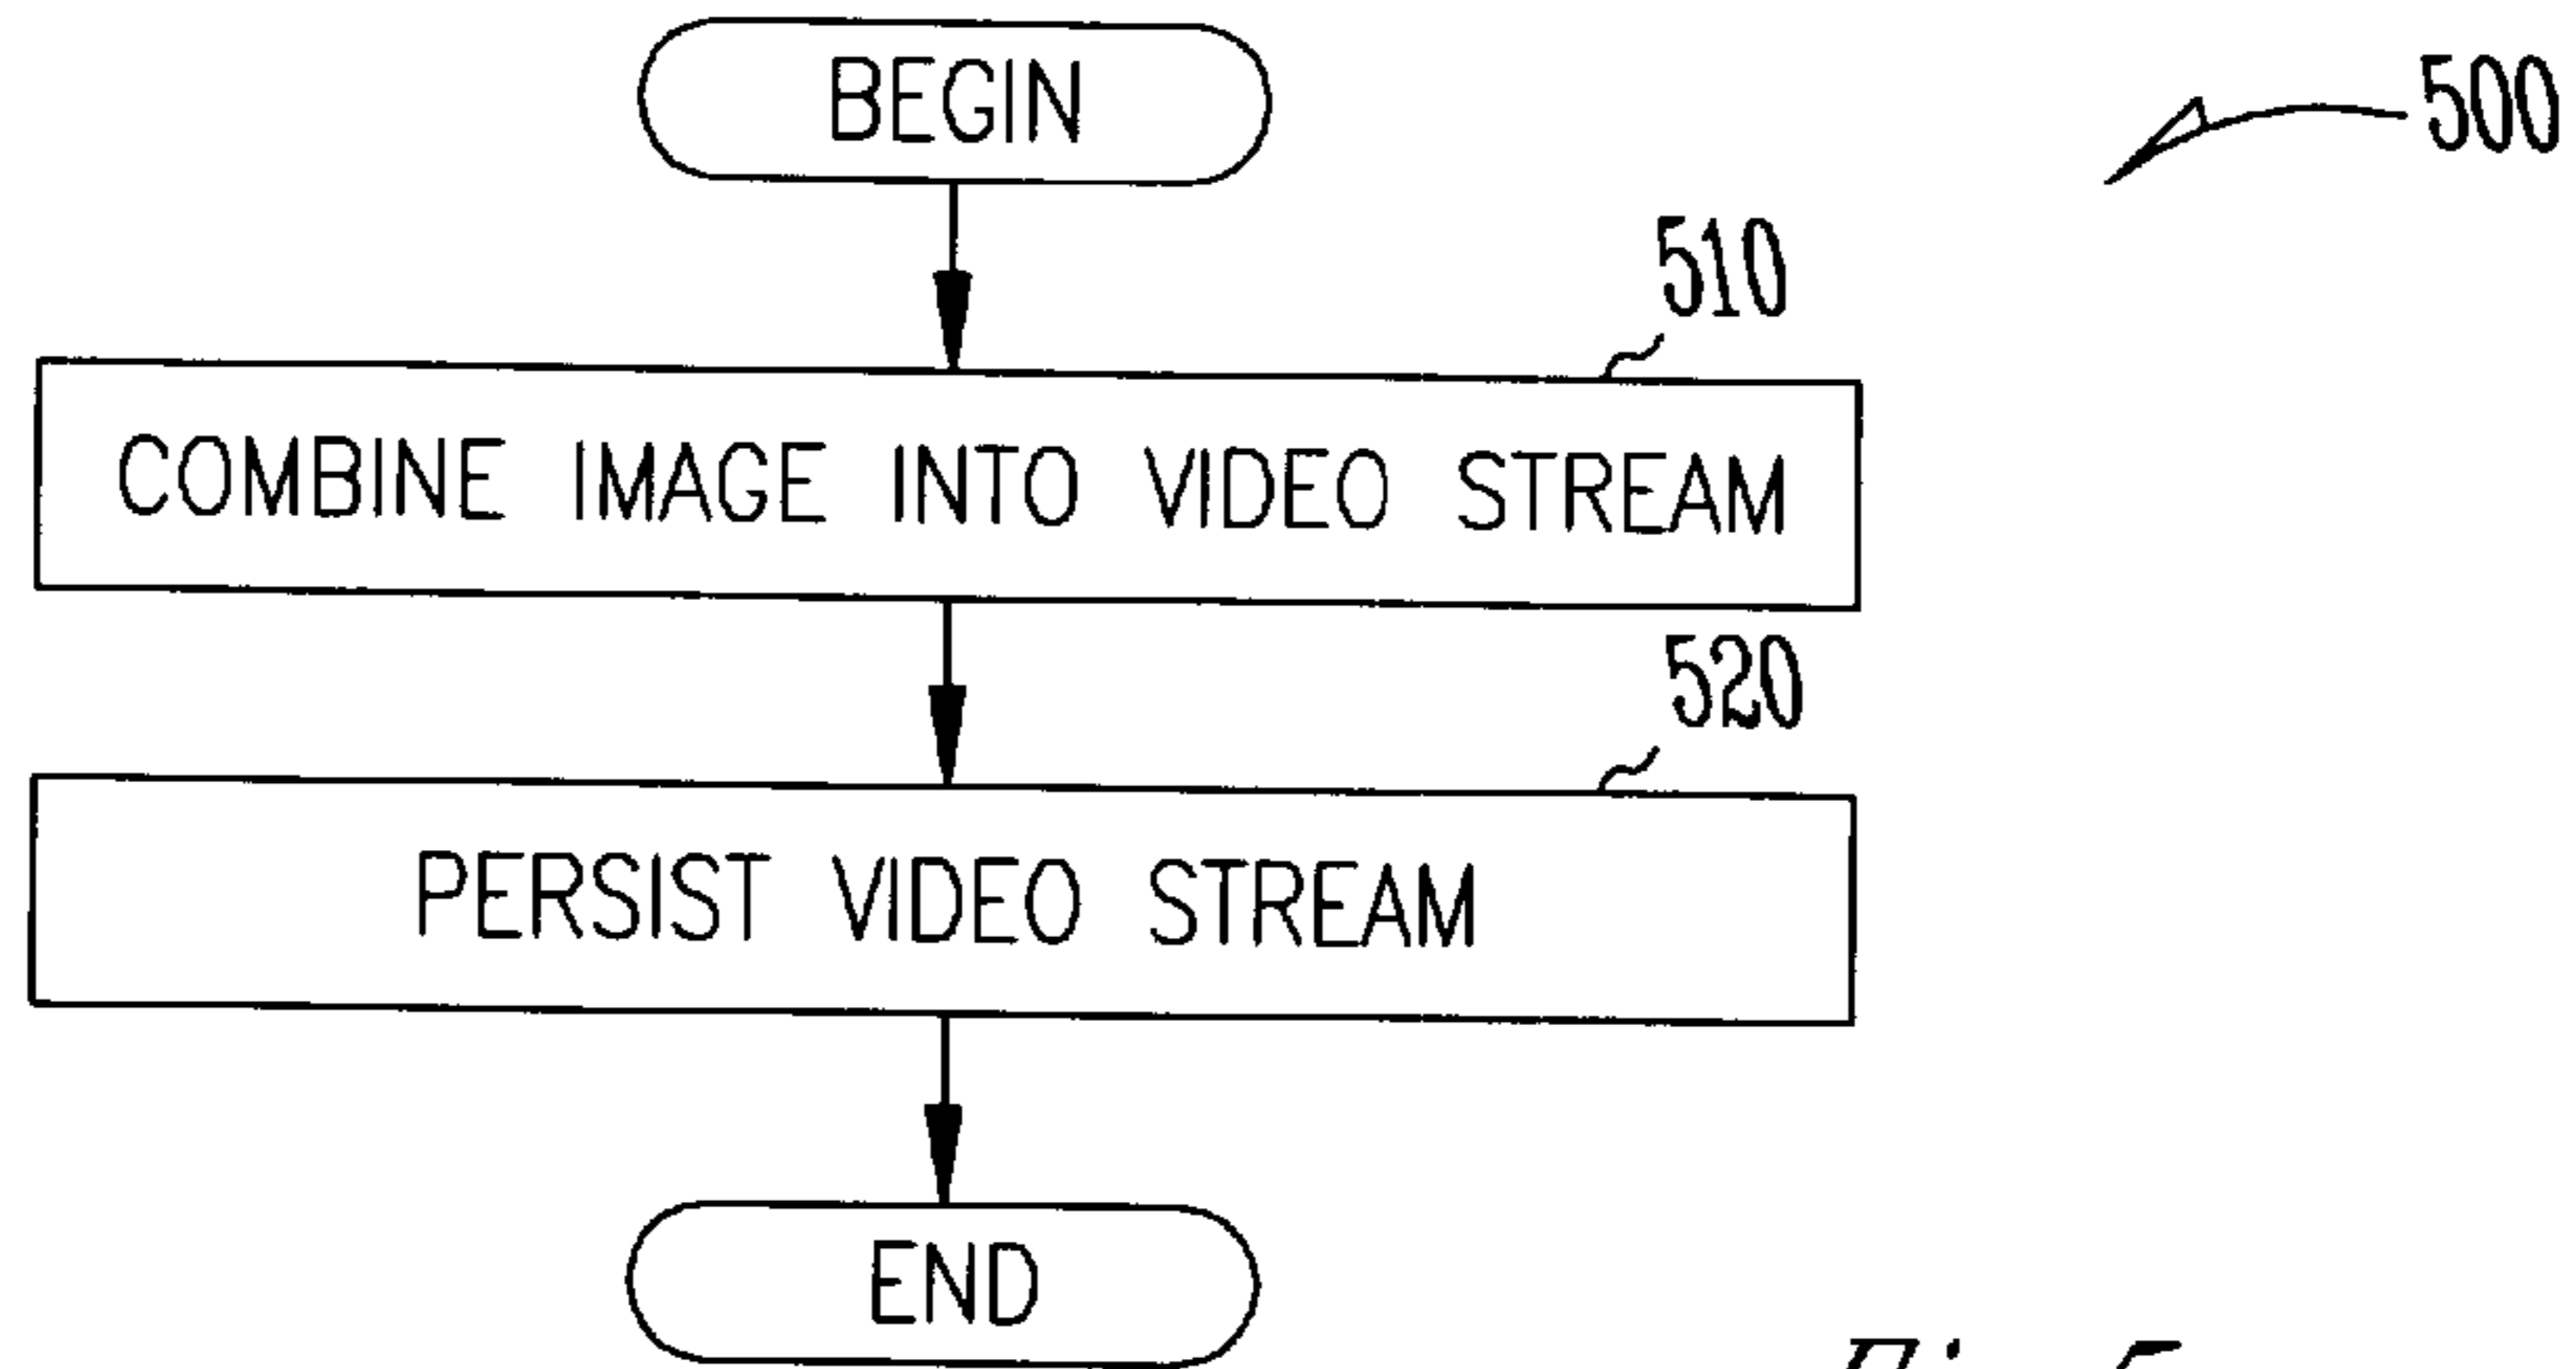 BEGIN
500
510
COMBINE IMAGE INTO VIDEO STREAM
520
PERSIST VIDEO STREAM
END